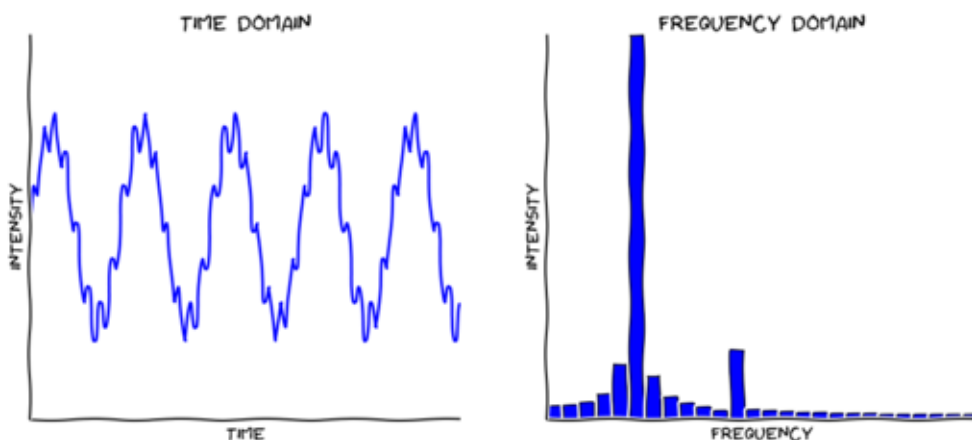 TIME DOMAIN
INTENSITY
TIME
FREQUENCY DOMAIN
INTENSITY
FREQUENCY